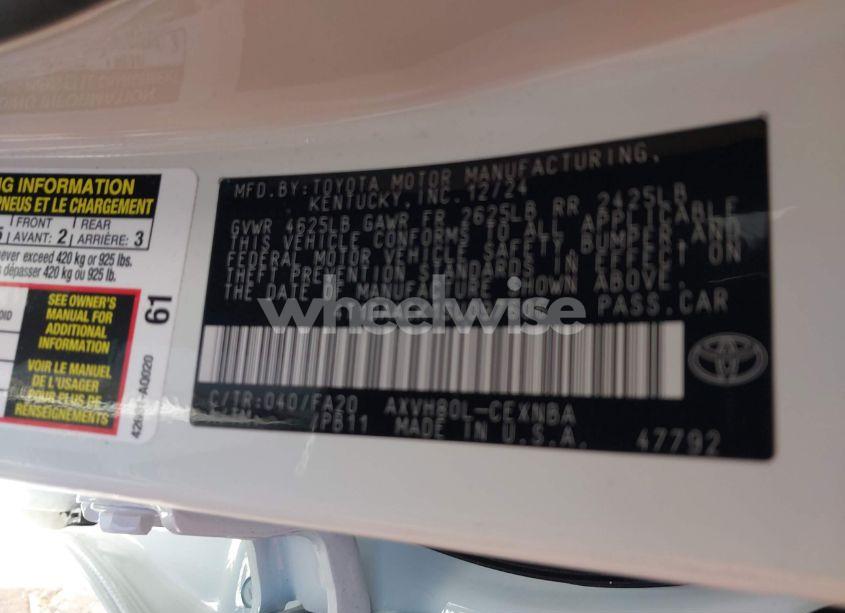 NG INFORMATION
PNEUS ET LE CHARGEMENT
FRONT
AVANT: 2
REAR
ARRIÈRE: 3
never exceed 420 kg or 925 lbs.
dépasser 420 kg ou 925 lb.
SEE OWNER'S
MANUAL FOR
ADDITIONAL
INFORMATION
VOIR LE MANUEL
DE L'USAGER
POUR PLUS DE
RENSEIGNEMENTS
61
MFD.BY:TOYOTA MOTOR MANUFACTURING,
KENTUCKY, INC. 12/24
GVWR 4625LB GAWR FR 2625LB RR 2425LB
THIS VEHICLE CONFORMS TO ALL APPLICABLE
FEDERAL MOTOR VEHICLE SAFETY, BUMPER, AND
THEFT PREVENTION STANDARDS IN EFFECT ON
THE DATE OF MANUFACTURE SHOWN ABOVE.
PASS.CAR
wheelwise
C/TR:040/FA20 AXVH80L-CEXNBA
/PB11 MADE IN U.S.A. 47792